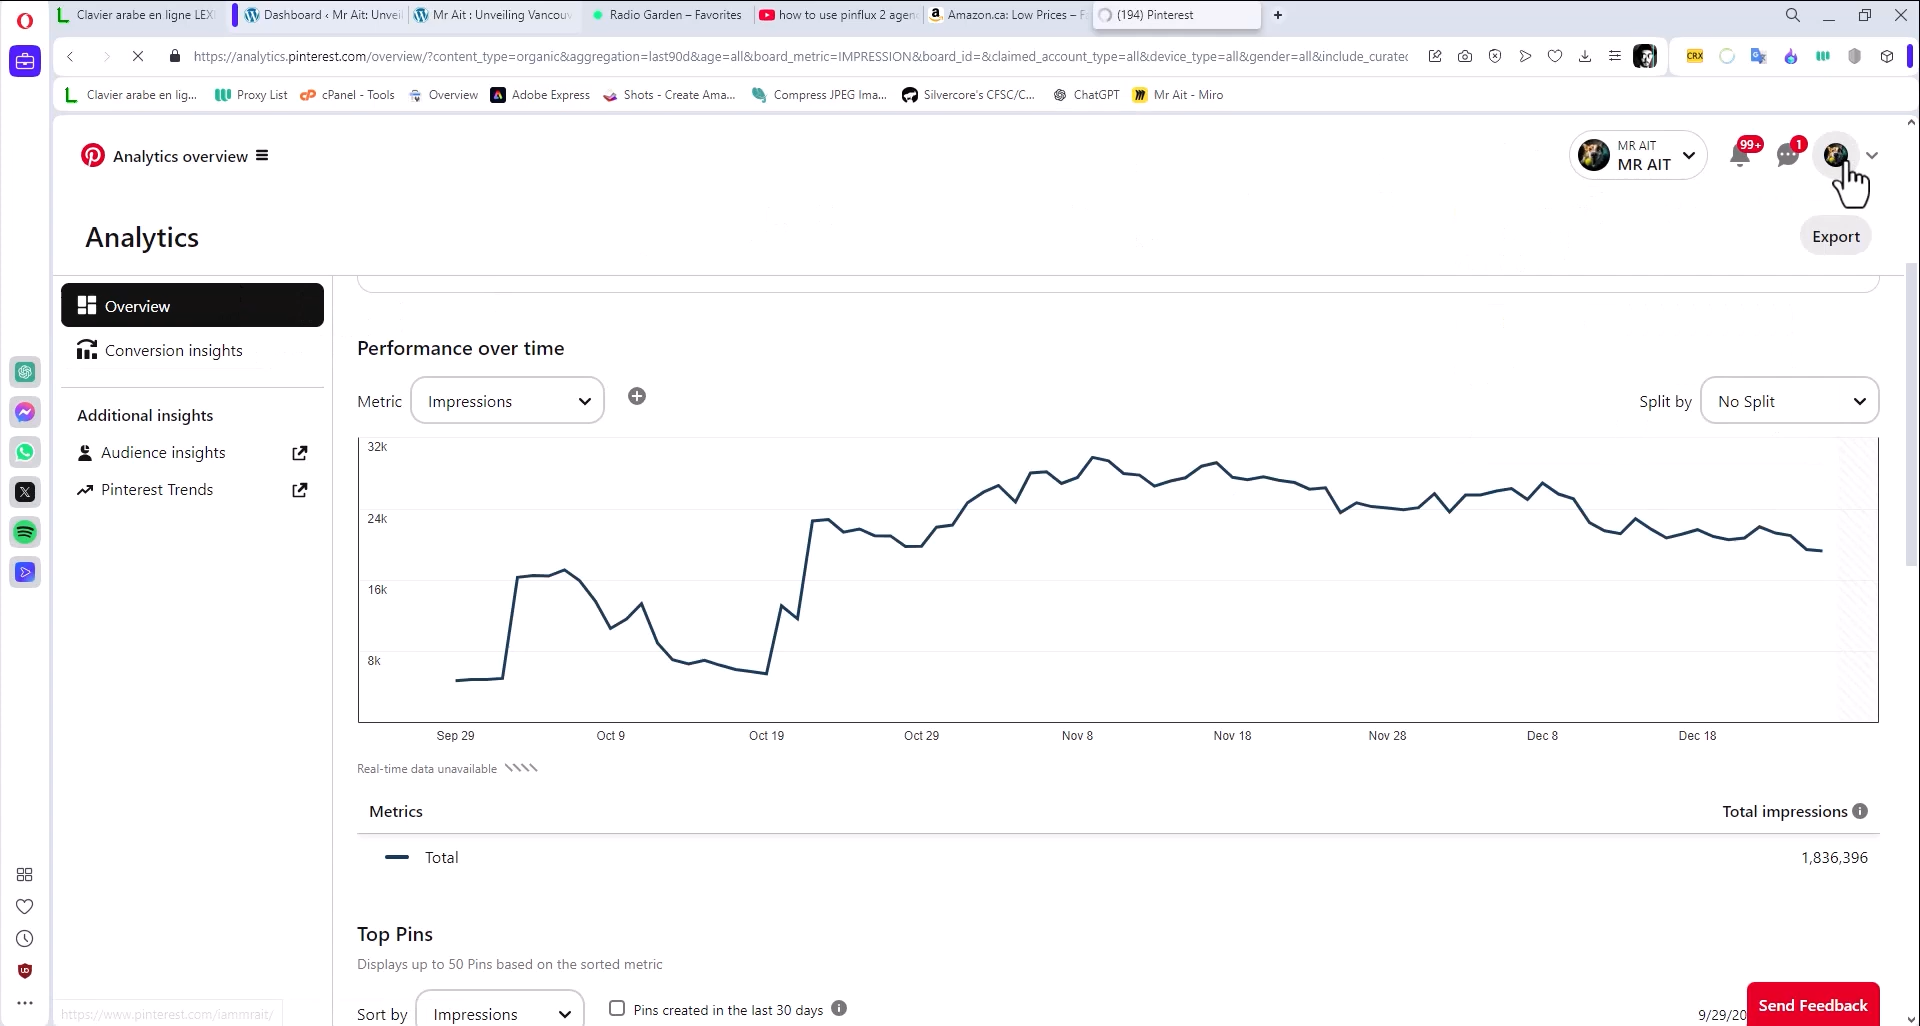 Clavier arabe en ligne LEX
Dashboard ‹ Mr Ait: Unveil
Mr Ait : Unveiling Vancouv
Radio Garden – Favorites
how to use pinflux 2 agen
Amazon.ca: Low Prices – F
(194) Pinterest
https://analytics.pinterest.com/overview/?content_type=organic&aggregation=last90d&age=all&board_metric=IMPRESSION&board_id=&claimed_account_type=all&device_type=all&gender=all&include_curated
CRX
Clavier arabe en lig...
Proxy List
cPanel - Tools
Overview
Adobe Express
Shots - Create Ama...
Compress JPEG Ima...
Silvercore's CFSC/C...
ChatGPT
Mr Ait - Miro
Analytics overview
MR AIT
MR AIT
99+
1
Analytics
Export
Overview
Conversion insights
Additional insights
Audience insights
Pinterest Trends
Performance over time
Metric
Impressions
Split by
No Split
32k
24k
16k
8k
Sep 29
Oct 9
Oct 19
Oct 29
Nov 8
Nov 18
Nov 28
Dec 8
Dec 18
Real-time data unavailable
Metrics
Total impressions
Total
1,836,396
Top Pins
Displays up to 50 Pins based on the sorted metric
Sort by
Impressions
Pins created in the last 30 days
9/29/20
Send Feedback
https://www.pinterest.com/iammrait/